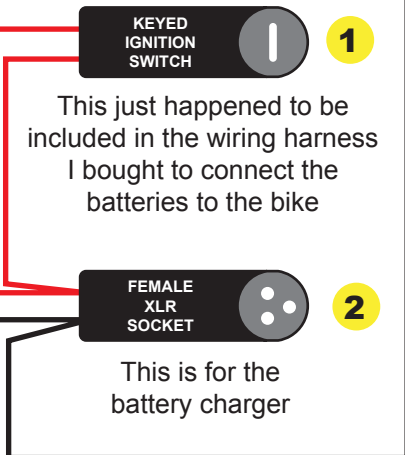 KEYED
IGNITION
SWITCH
1
This just happened to be
included in the wiring harness
I bought to connect the
batteries to the bike
FEMALE
XLR
SOCKET
2
This is for the
battery charger